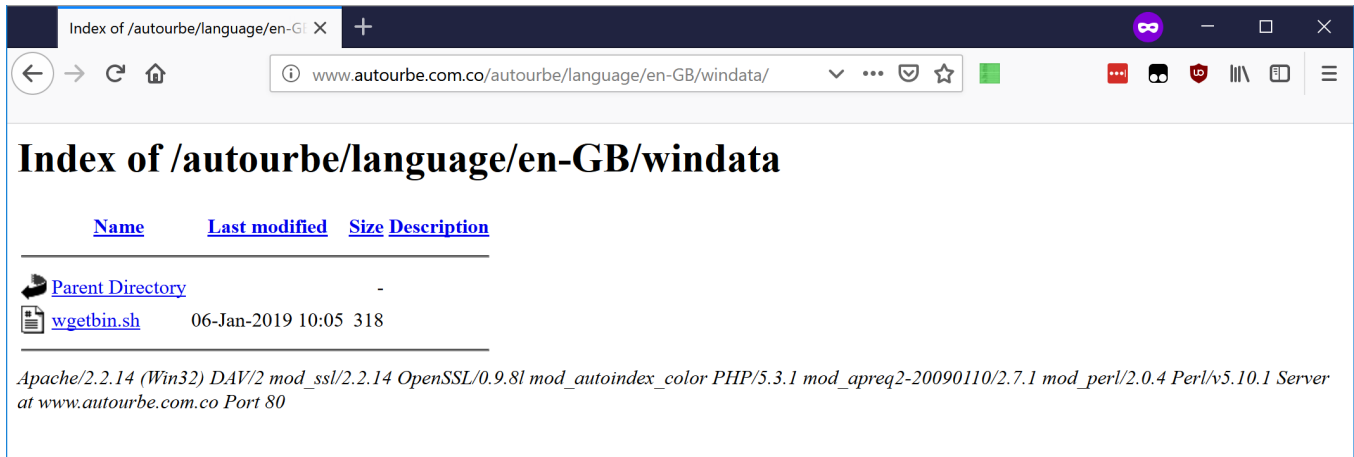 Index of /autourbe/language/en-GB
www.autourbe.com.co/autourbe/language/en-GB/windata/
Index of /autourbe/language/en-GB/windata
Name Last modified Size Description
Parent Directory -
wgetbin.sh 06-Jan-2019 10:05 318
Apache/2.2.14 (Win32) DAV/2 mod_ssl/2.2.14 OpenSSL/0.9.8l mod_autoindex_color PHP/5.3.1 mod_apreq2-20090110/2.7.1 mod_perl/2.0.4 Perl/v5.10.1 Server
at www.autourbe.com.co Port 80